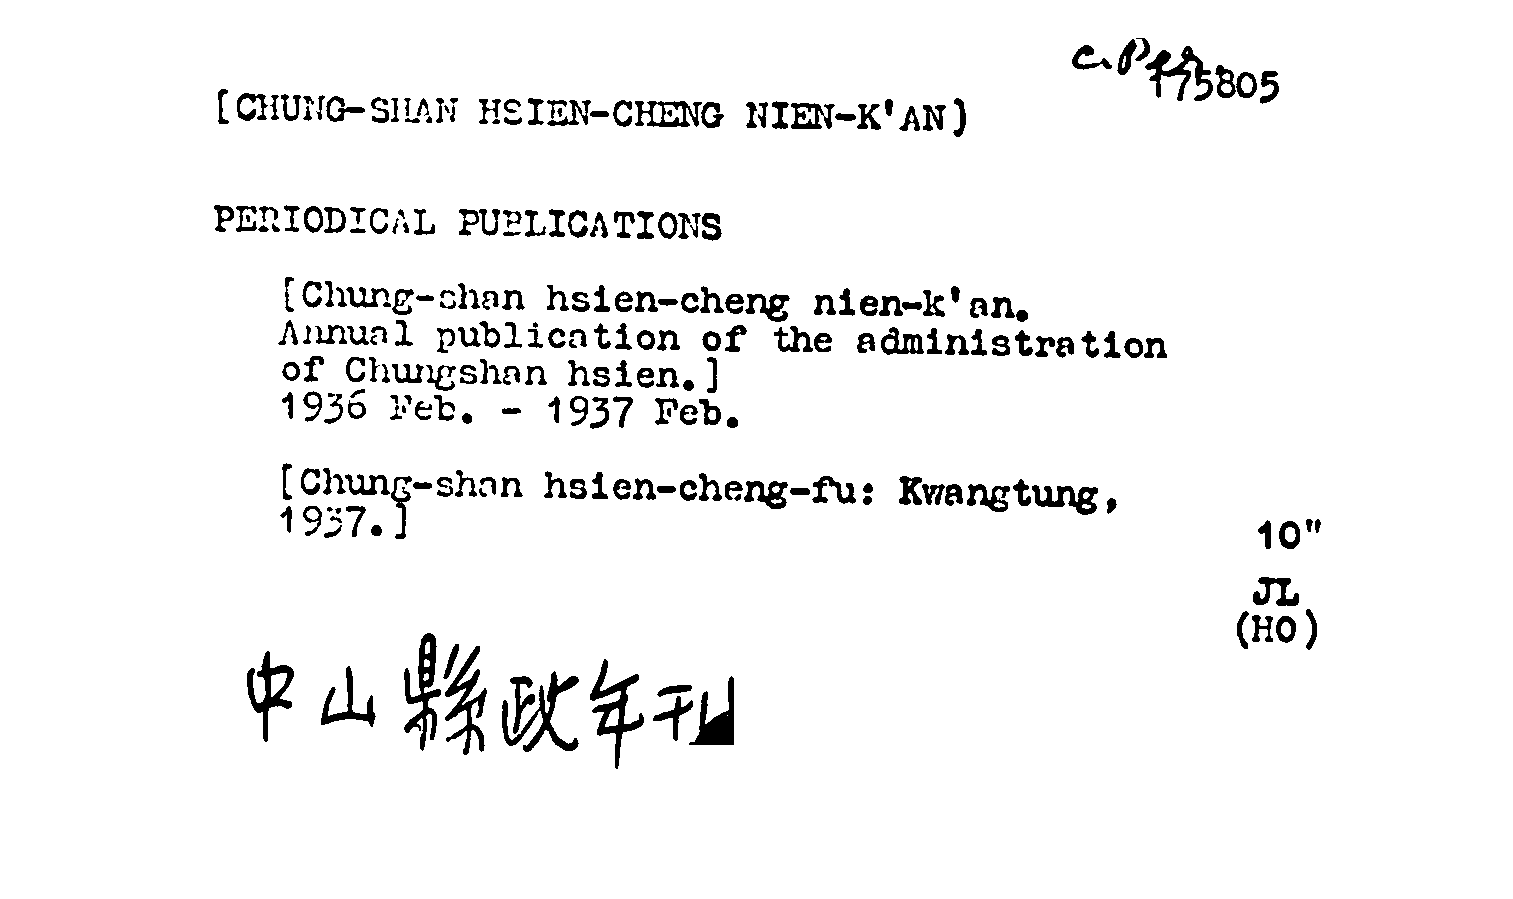 c. Per.
175805
[CHUNG-SHAN HSIEN-CHENG NIEN-K'AN)
PERIODICAL PUBLICATIONS
[Chung-shan hsien-cheng nien-k'an.
Annual publication of the administration
of Chungshan hsien.]
1936 Feb. - 1937 Feb.
[Chung-shan hsien-cheng-fu: Kwangtung,
1937.]
10"
JL
(HO)
中山縣政年刊